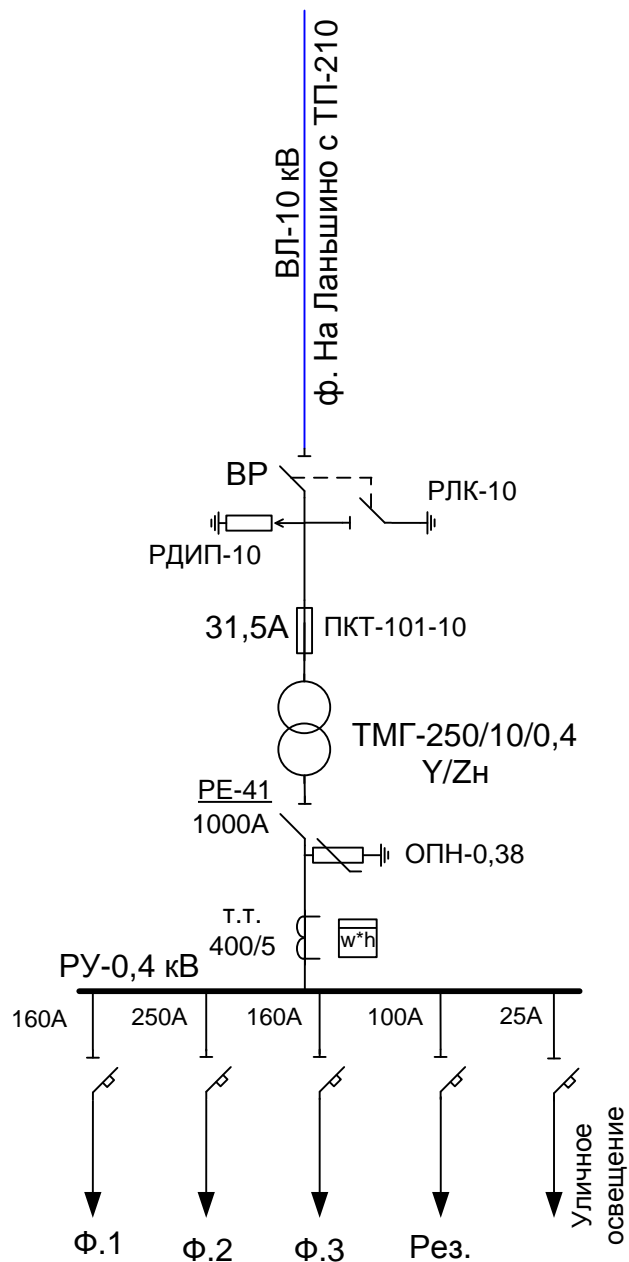 ВЛ-10 кВ
ф. На Ланьшино с ТП-210
ВР
РЛК-10
РДИП-10
31,5А
ПКТ-101-10
ТМГ-250/10/0,4
Y/Zн
РЕ-41
1000А
ОПН-0,38
т.т.
400/5
w*h
РУ-0,4 кВ
160А
250А
160А
100А
25А
Ф.1
Ф.2
Ф.3
Рез.
Уличное
освещение